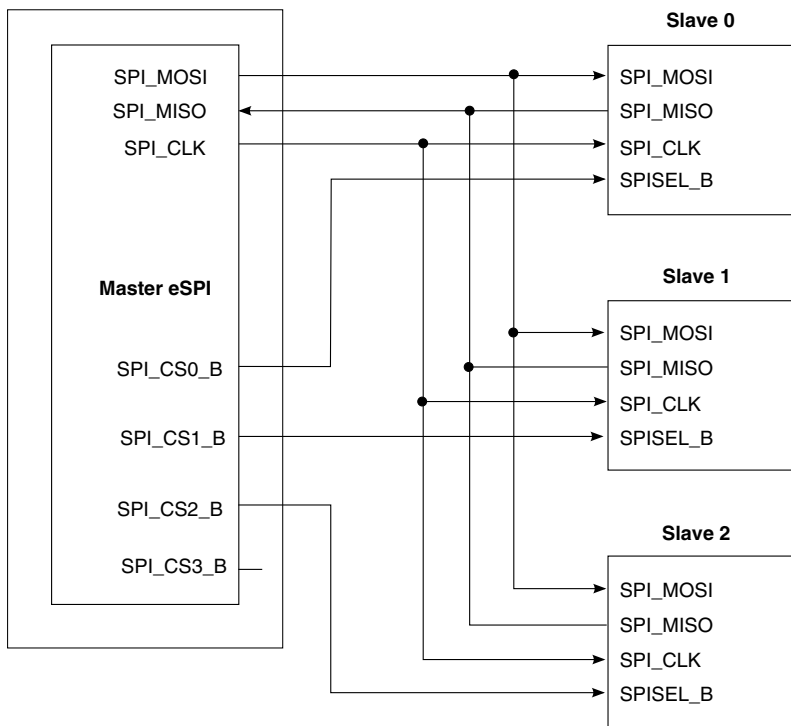 SPI_MOSI
SPI_MISO
SPI_CLK
Master eSPI
SPI_CS0_B
SPI_CS1_B
SPI_CS2_B
SPI_CS3_B
Slave 0
SPI_MOSI
SPI_MISO
SPI_CLK
SPISEL_B
Slave 1
SPI_MOSI
SPI_MISO
SPI_CLK
SPISEL_B
Slave 2
SPI_MOSI
SPI_MISO
SPI_CLK
SPISEL_B